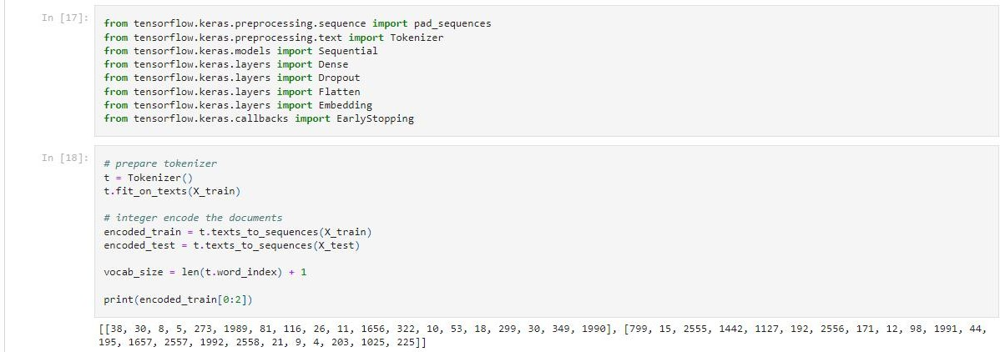 In [17]:
from tensorflow.keras.preprocessing.sequence import pad_sequences
from tensorflow.keras.preprocessing.text import Tokenizer
from tensorflow.keras.models import Sequential
from tensorflow.keras.layers import Dense
from tensorflow.keras.layers import Dropout
from tensorflow.keras.layers import Flatten
from tensorflow.keras.layers import Embedding
from tensorflow.keras.callbacks import EarlyStopping
In [18]:
# prepare tokenizer
t = Tokenizer()
t.fit_on_texts(X_train)
# integer encode the documents
encoded_train = t.texts_to_sequences(X_train)
encoded_test = t.texts_to_sequences(X_test)
vocab_size = len(t.word_index) + 1
print(encoded_train[0:2])
[[38, 30, 8, 5, 273, 1989, 81, 116, 26, 11, 1656, 322, 10, 53, 18, 299, 30, 349, 1990], [799, 15, 2555, 1442, 1127, 192, 2556, 171, 12, 98, 1991, 44,
195, 1657, 2557, 1992, 2558, 21, 9, 4, 203, 1025, 225]]